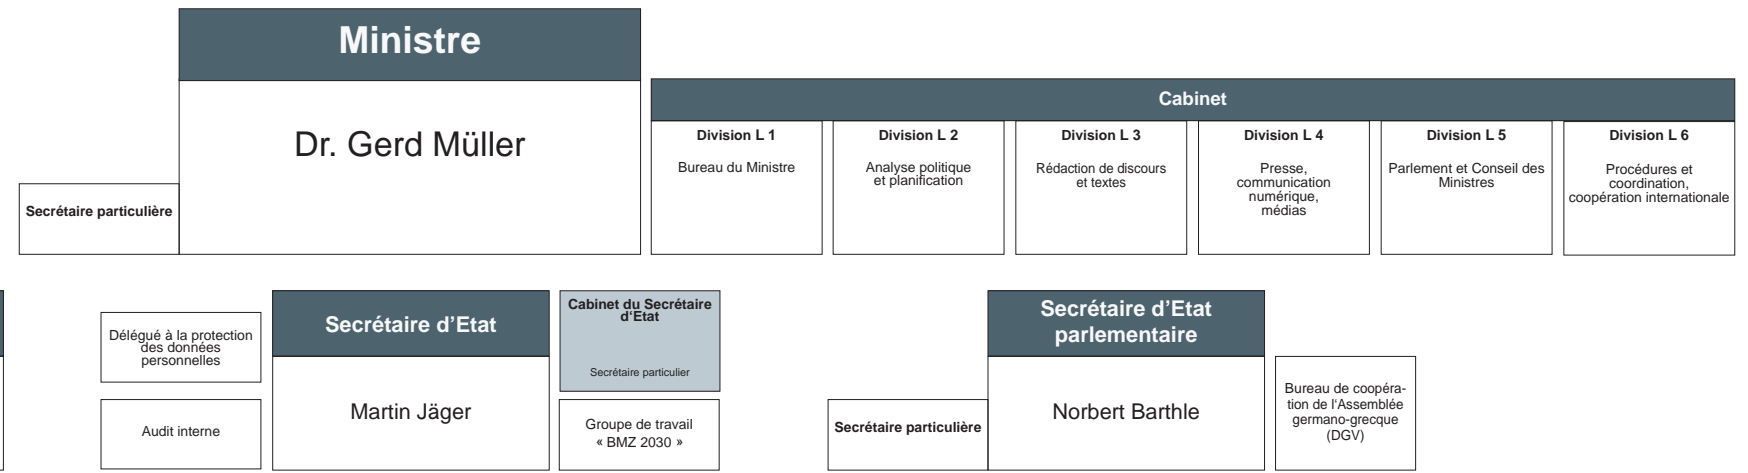 Ministre
Dr. Gerd Müller
Secrétaire particulière
Cabinet
Division L 1
Bureau du Ministre
Division L 2
Analyse politique
et planification
Division L 3
Rédaction de discours
et textes
Division L 4
Presse,
communication
numérique,
médias
Division L 5
Parlement et Conseil des
Ministres
Division L 6
Procédures et
coordination,
coopération internationale
Délégué à la protection
des données
personnelles
Audit interne
Secrétaire d’Etat
Martin Jäger
Cabinet du Secrétaire
d‘Etat
Secrétaire particulier
Groupe de travail
« BMZ 2030 »
Secrétaire particulière
Secrétaire d’Etat
parlementaire
Norbert Barthle
Bureau de coopéra-
tion de l‘Assemblée
germano-grecque
(DGV)